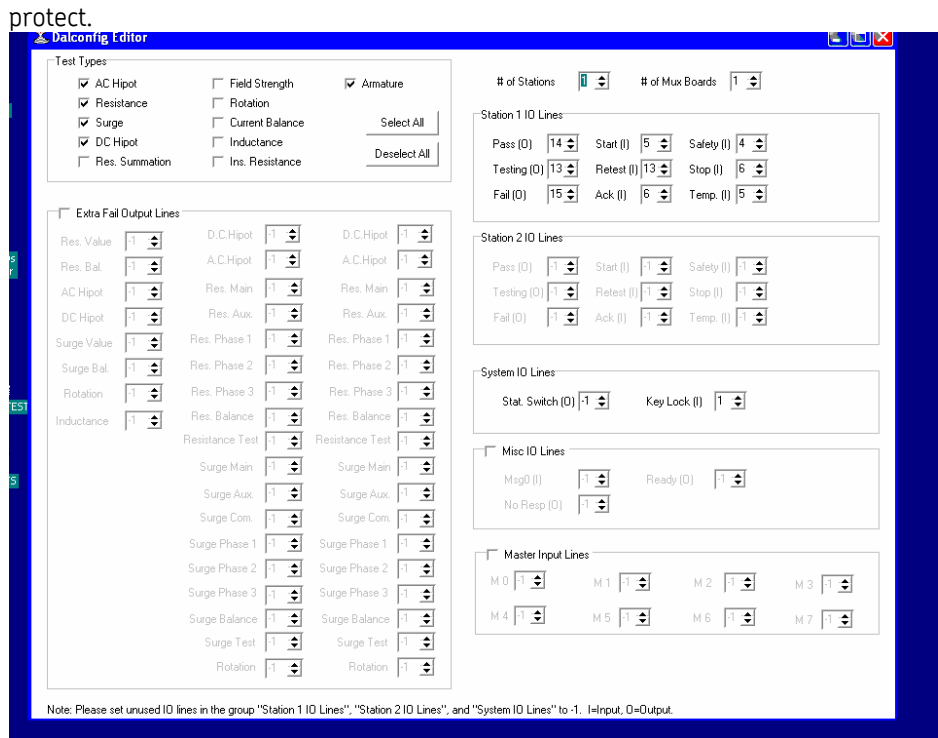 protect.
Dalconfig Editor
Test Types
AC Hipot
Field Strength
Armature
Resistance
Rotation
Surge
Current Balance
Select All
DC Hipot
Inductance
Deselect All
Res. Summation
Ins. Resistance
# of Stations 1
# of Mux Boards 1
Station 1 IO Lines
Pass (O) 14 Start (I) 5 Safety (I) 4
Testing (O) 13 Retest (I) 13 Stop (I) 6
Fail (O) 15 Ack (I) 6 Temp. (I) 5
Extra Fail Output Lines
Res. Value -1 D.C.Hipot -1 D.C.Hipot -1
Res. Bal. -1 A.C.Hipot -1 A.C.Hipot -1
AC Hipot -1 Res. Main -1 Res. Main -1
DC Hipot -1 Res. Aux. -1 Res. Aux. -1
Surge Value -1 Res. Phase 1 -1 Res. Phase 1 -1
Surge Bal. -1 Res. Phase 2 -1 Res. Phase 2 -1
Rotation -1 Res. Phase 3 -1 Res. Phase 3 -1
Inductance -1 Res. Balance -1 Res. Balance -1
Resistance Test -1 Resistance Test -1
Surge Main -1 Surge Main -1
Surge Aux. -1 Surge Aux. -1
Surge Com. -1 Surge Com. -1
Surge Phase 1 -1 Surge Phase 1 -1
Surge Phase 2 -1 Surge Phase 2 -1
Surge Phase 3 -1 Surge Phase 3 -1
Surge Balance -1 Surge Balance -1
Surge Test -1 Surge Test -1
Rotation -1 Rotation -1
Station 2 IO Lines
Pass (O) -1 Start (I) -1 Safety (I) -1
Testing (O) -1 Retest (I) -1 Stop (I) -1
Fail (O) -1 Ack (I) -1 Temp. (I) -1
System IO Lines
Stat. Switch (O) -1 Key Lock (I) 1
Misc IO Lines
Msg0 (I) -1 Ready (O) -1
No Resp (O) -1
Master Input Lines
M 0 -1 M 1 -1 M 2 -1 M 3 -1
M 4 -1 M 5 -1 M 6 -1 M 7 -1
Note: Please set unused IO lines in the group "Station 1 IO Lines", "Station 2 IO Lines", and "System IO Lines" to -1. I=Input, O=Output.